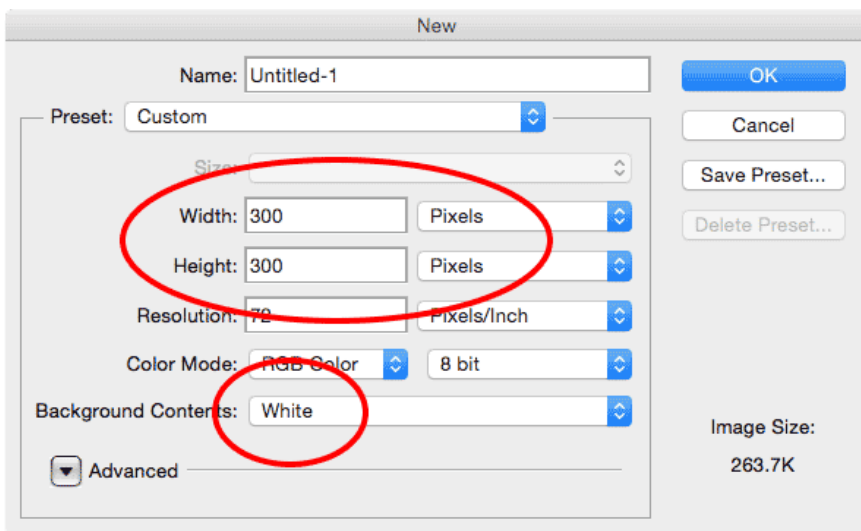 New
Name: Untitled-1
OK
Preset: Custom
Cancel
Size:
Save Preset...
Width: 300 Pixels
Delete Preset...
Height: 300 Pixels
Resolution: 72 Pixels/Inch
Color Mode: RGB Color 8 bit
Background Contents: White
Image Size:
263.7K
Advanced